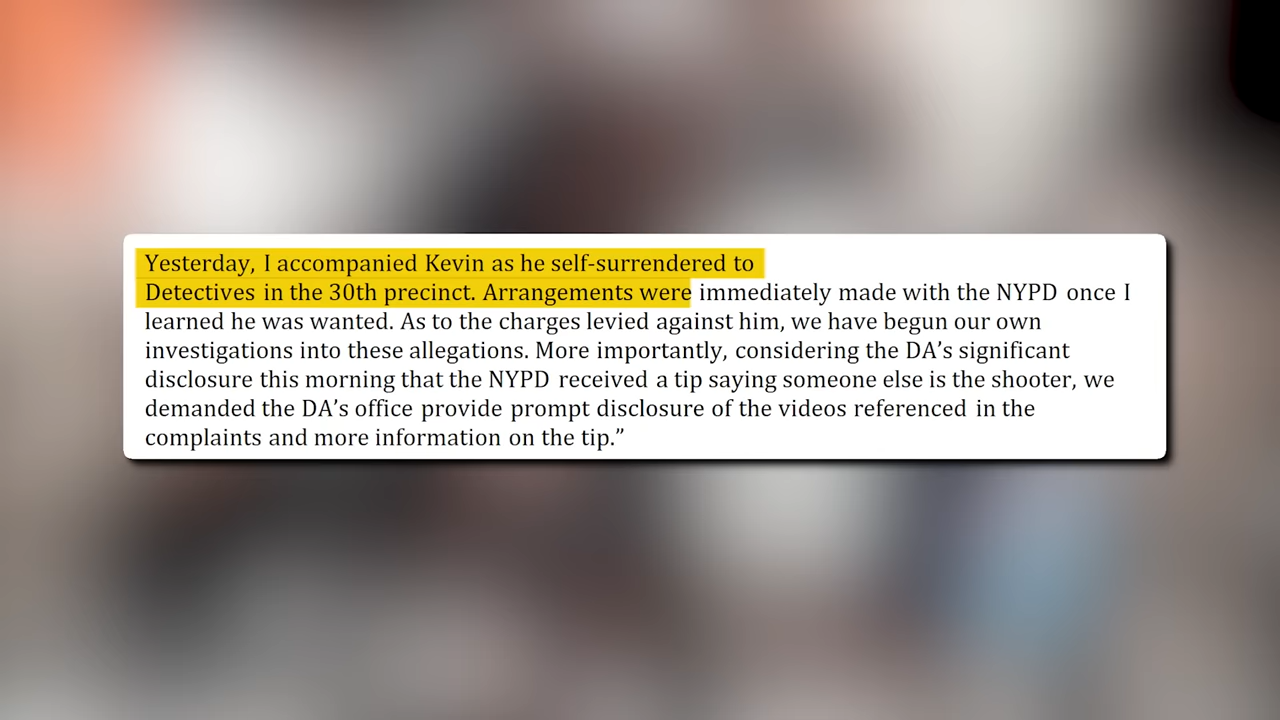 Yesterday, I accompanied Kevin as he self-surrendered to
Detectives in the 30th precinct. Arrangements were immediately made with the NYPD once I
learned he was wanted. As to the charges levied against him, we have begun our own
investigations into these allegations. More importantly, considering the DA’s significant
disclosure this morning that the NYPD received a tip saying someone else is the shooter, we
demanded the DA’s office provide prompt disclosure of the videos referenced in the
complaints and more information on the tip.”